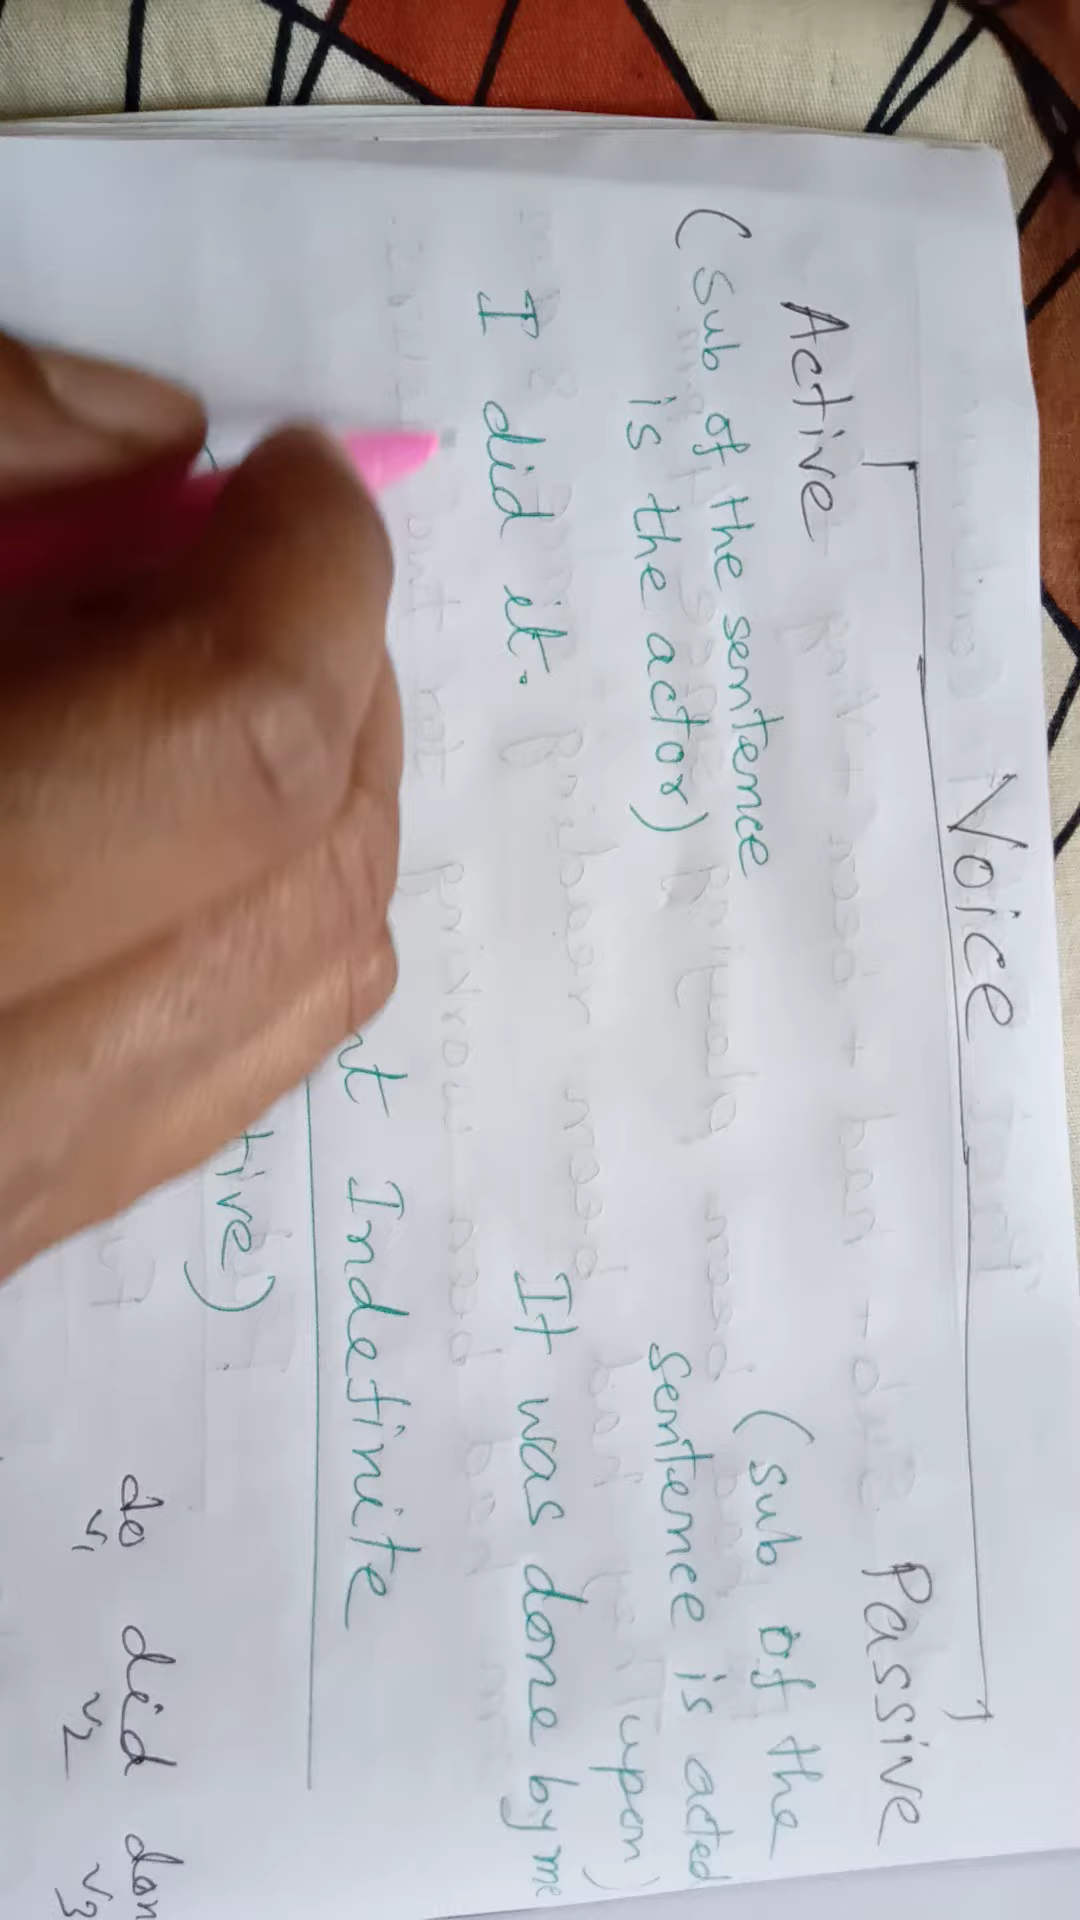 Voice
Active Passive
(Sub of the sentence is the actor)
(sub of the sentence is acted upon)
I did it. It was done by me
Indefinite
do did don
V1 V2 V3